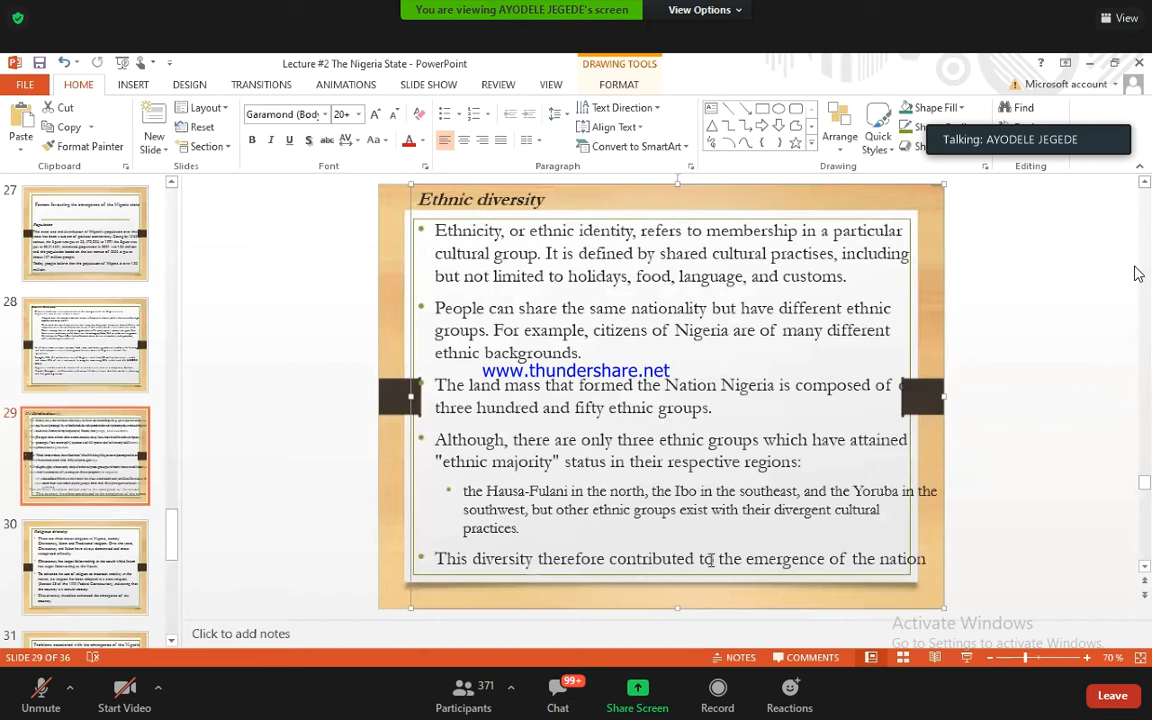 You are viewing AYODELE JEGEDE's screen
View Options
View
Lecture #2 The Nigeria State - PowerPoint
DRAWING TOOLS
FILE
HOME
INSERT
DESIGN
TRANSITIONS
ANIMATIONS
SLIDE SHOW
REVIEW
VIEW
FORMAT
Microsoft account
Paste
Cut
Copy
Format Painter
Clipboard
New
Slide
Layout
Reset
Section
Slides
Garamond (Body
20+
Font
Text Direction
Align Text
Convert to SmartArt
Paragraph
Arrange
Quick
Styles
Shape Fill
Drawing
Find
Editing
Talking: AYODELE JEGEDE
27
28
29
30
31
Ethnic diversity
Ethnicity, or ethnic identity, refers to membership in a particular
cultural group. It is defined by shared cultural practises, including
but not limited to holidays, food, language, and customs.
People can share the same nationality but have different ethnic
groups. For example, citizens of Nigeria are of many different
ethnic backgrounds.
www.thundershare.net
The land mass that formed the Nation Nigeria is composed of
three hundred and fifty ethnic groups.
Although, there are only three ethnic groups which have attained
"ethnic majority" status in their respective regions:
the Hausa-Fulani in the north, the Ibo in the southeast, and the Yoruba in the
southwest, but other ethnic groups exist with their divergent cultural
practices.
This diversity therefore contributed to the emergence of the nation
Click to add notes
Activate Windows
Go to Settings to activate Windows.
SLIDE 29 OF 36
NOTES
COMMENTS
70 %
Unmute
Start Video
371
Participants
99+
Chat
Share Screen
Record
Reactions
Leave